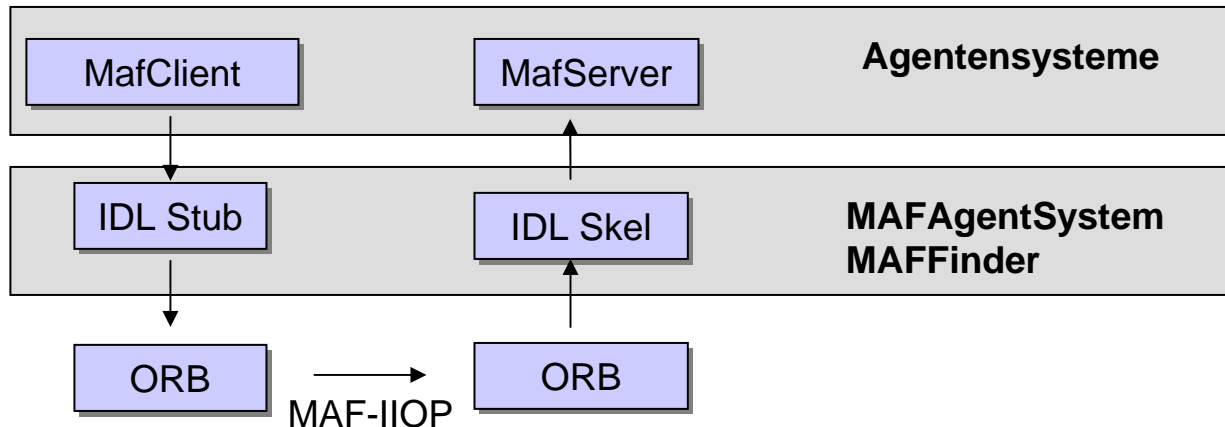 MafClient
MafServer
Agentensysteme
IDL Stub
IDL Skel
MAFAgentSystem
MAFFinder
ORB
ORB
MAF-IIOP